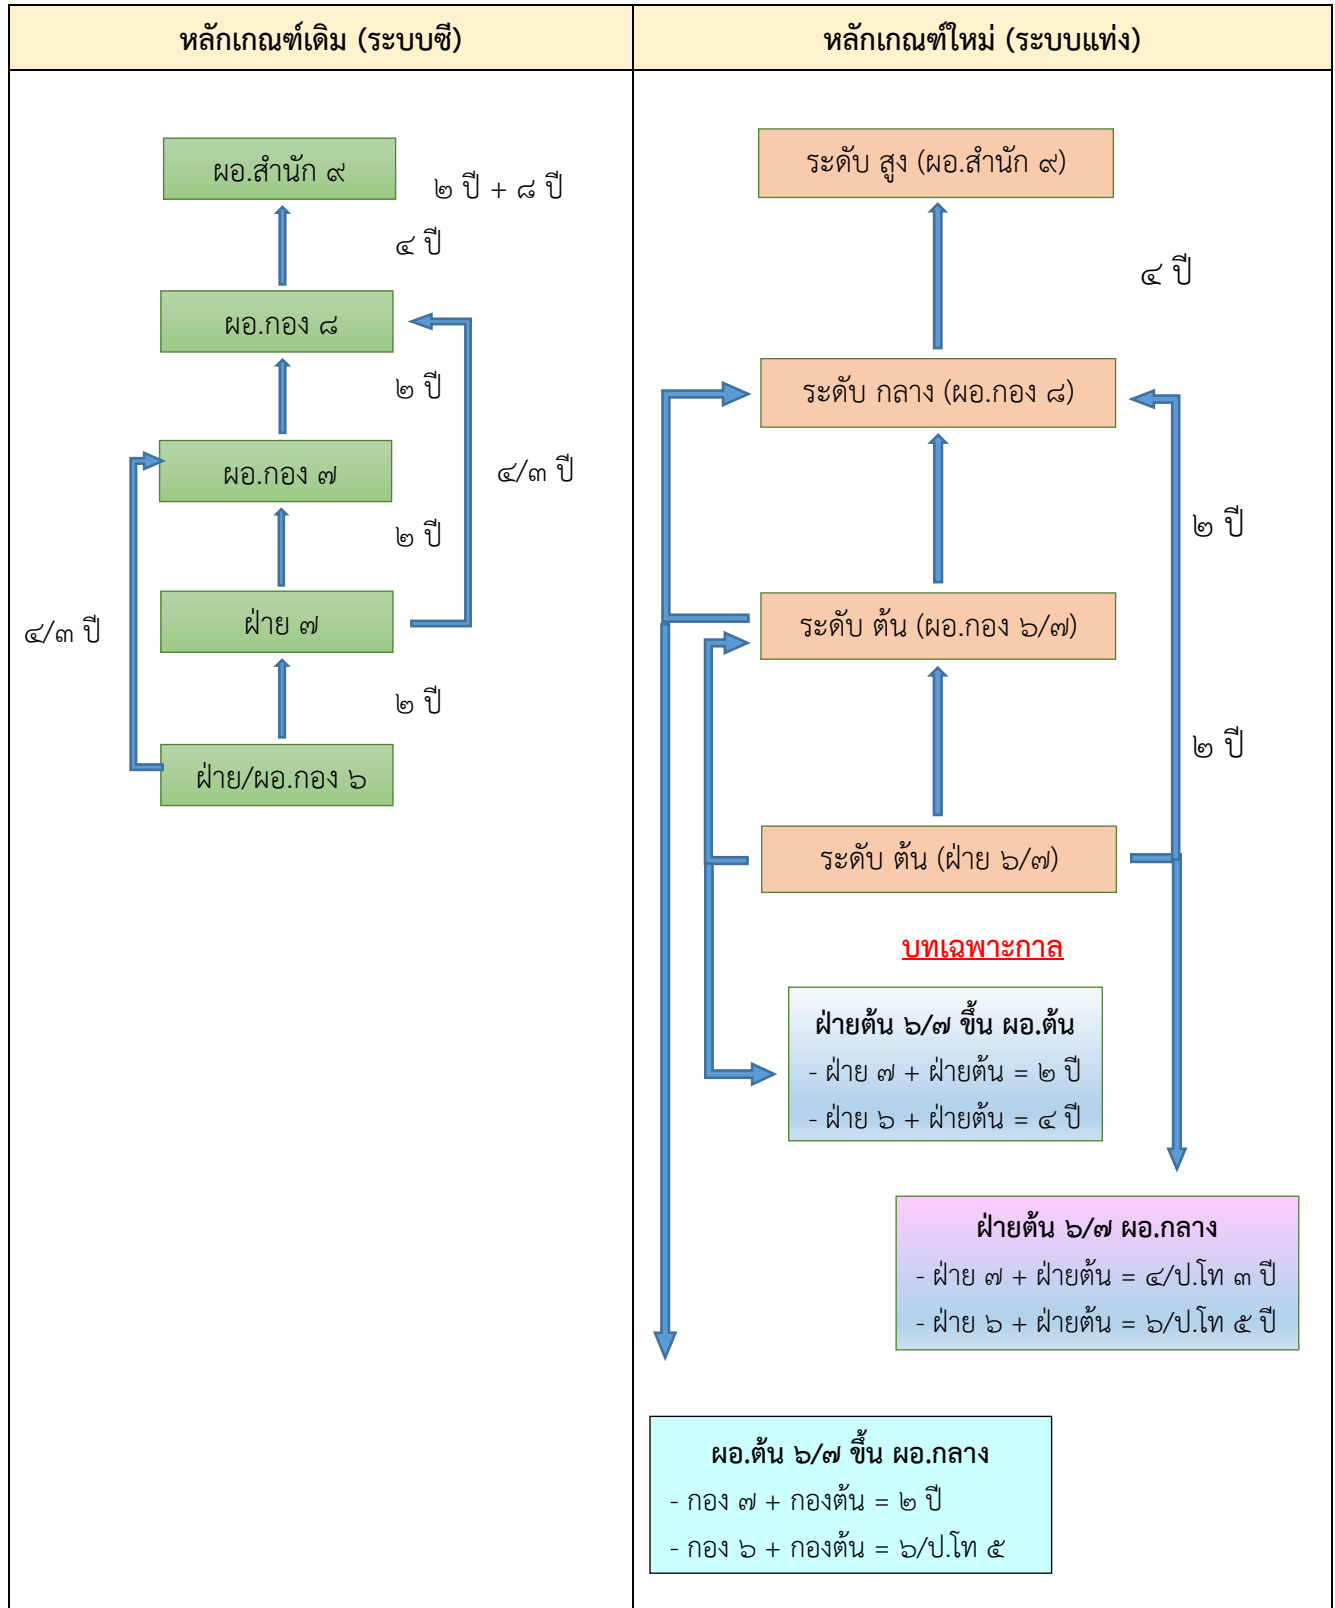 หลักเกณฑ์เดิม (ระบบซี)
หลักเกณฑ์ใหม่ (ระบบแท่ง)
ผอ.สำนัก ๙
๒ ปี + ๘ ปี
๔ ปี
ผอ.กอง ๘
๒ ปี
ผอ.กอง ๗
๔/๓ ปี
๒ ปี
ฝ่าย ๗
๔/๓ ปี
๒ ปี
ฝ่าย/ผอ.กอง ๖
ระดับ สูง (ผอ.สำนัก ๙)
๔ ปี
ระดับ กลาง (ผอ.กอง ๘)
๒ ปี
ระดับ ต้น (ผอ.กอง ๖/๗)
๒ ปี
ระดับ ต้น (ฝ่าย ๖/๗)
บทเฉพาะกาล
ฝ่ายต้น ๖/๗ ขึ้น ผอ.ต้น
- ฝ่าย ๗ + ฝ่ายต้น = ๒ ปี
- ฝ่าย ๖ + ฝ่ายต้น = ๔ ปี
ฝ่ายต้น ๖/๗ ผอ.กลาง
- ฝ่าย ๗ + ฝ่ายต้น = ๔/ป.โท ๓ ปี
- ฝ่าย ๖ + ฝ่ายต้น = ๖/ป.โท ๕ ปี
ผอ.ต้น ๖/๗ ขึ้น ผอ.กลาง
- กอง ๗ + กองต้น = ๒ ปี
- กอง ๖ + กองต้น = ๖/ป.โท ๕